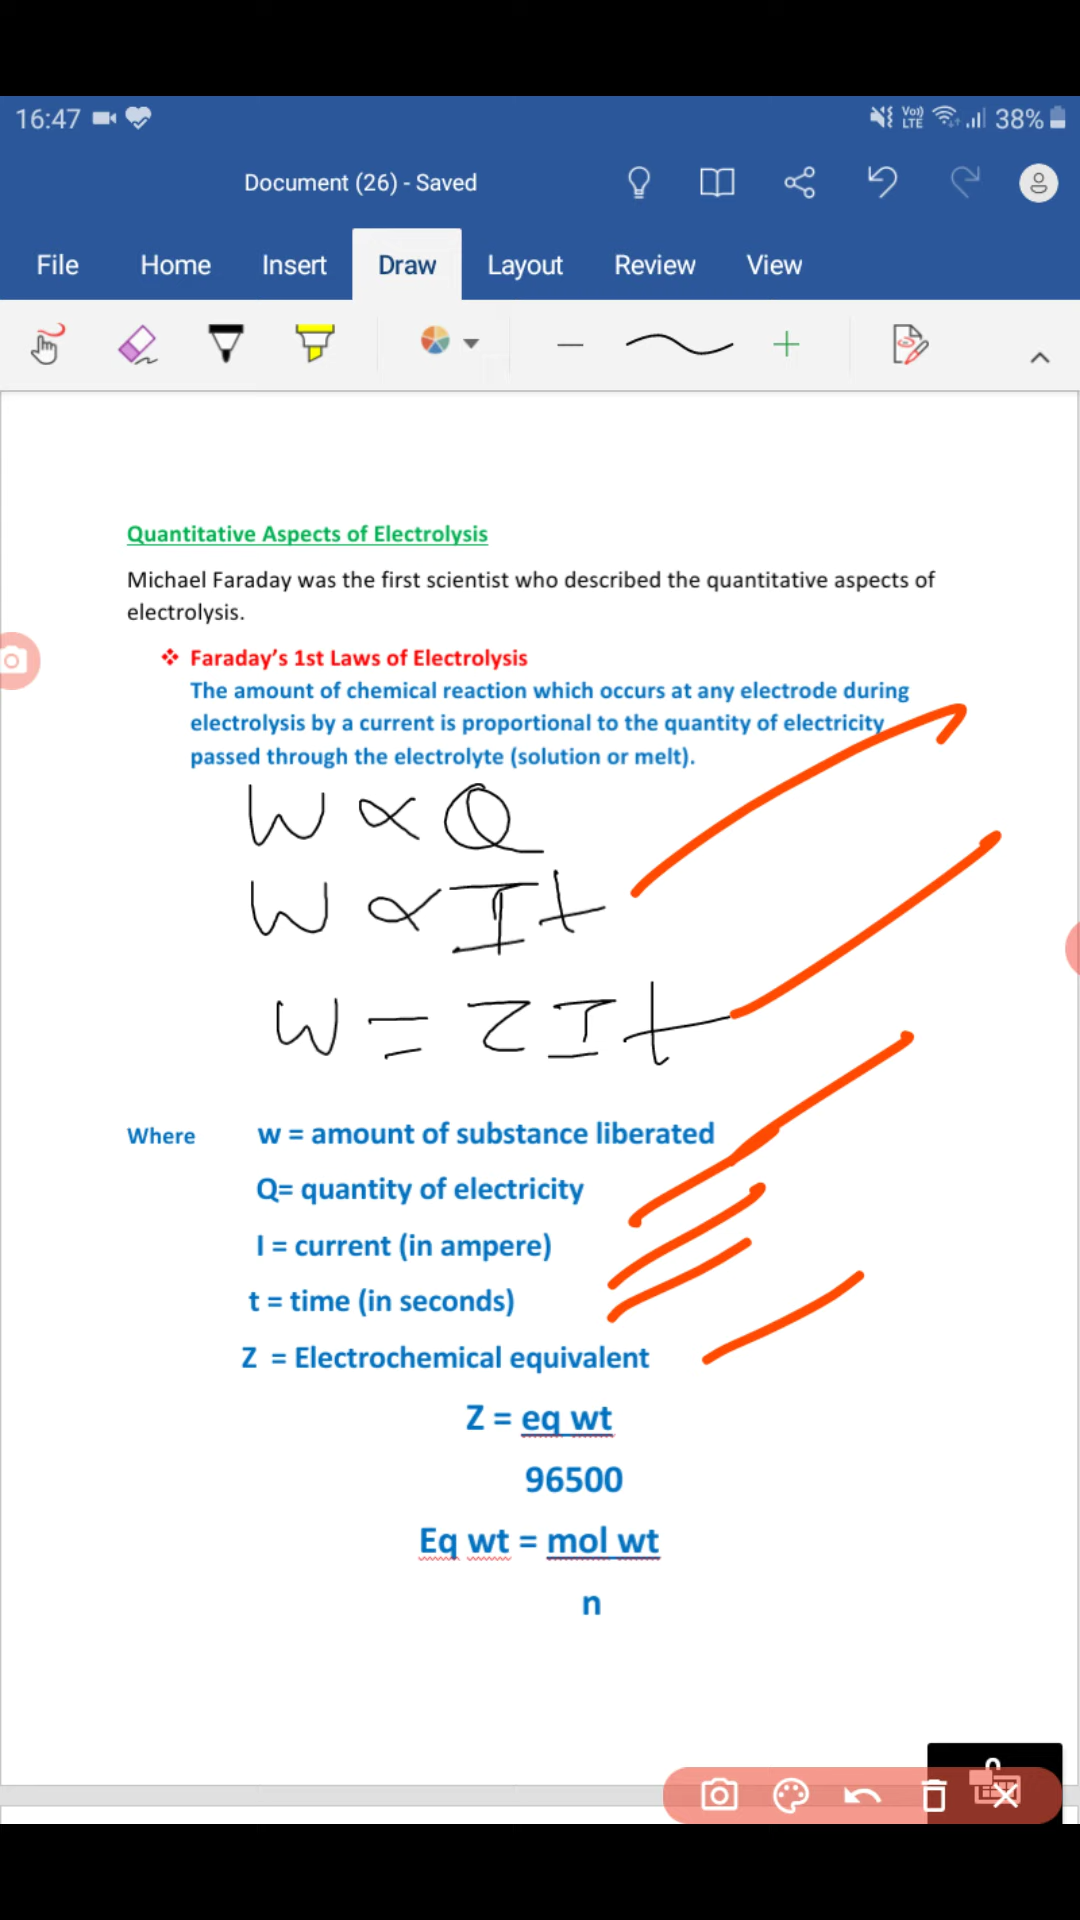 16:47 Vo)) LTE 38%
Document (26) - Saved
File Home Insert Draw Layout Review View
Quantitative Aspects of Electrolysis
Michael Faraday was the first scientist who described the quantitative aspects of
electrolysis.
❖ Faraday's 1st Laws of Electrolysis
The amount of chemical reaction which occurs at any electrode during
electrolysis by a current is proportional to the quantity of electricity
passed through the electrolyte (solution or melt).
W ∝ Q
W ∝ It
W = ZIt
Where w = amount of substance liberated
Q= quantity of electricity
I = current (in ampere)
t = time (in seconds)
Z = Electrochemical equivalent
Z = eq wt
96500
Eq wt = mol wt
n